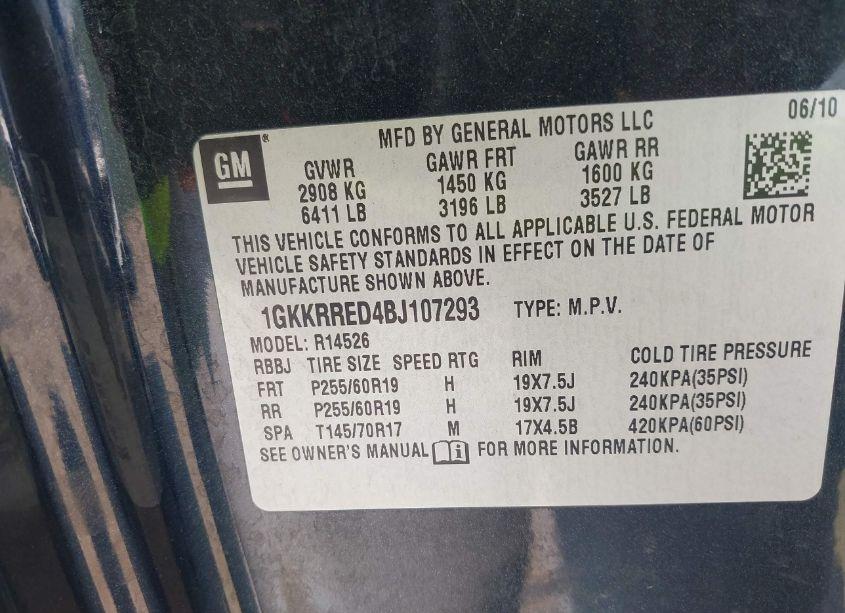 06/10
MFD BY GENERAL MOTORS LLC
GM®
GVWR GAWR FRT GAWR RR
2908 KG 1450 KG 1600 KG
6411 LB 3196 LB 3527 LB
THIS VEHICLE CONFORMS TO ALL APPLICABLE U.S. FEDERAL MOTOR
VEHICLE SAFETY STANDARDS IN EFFECT ON THE DATE OF
MANUFACTURE SHOWN ABOVE.
1GKKRRED4BJ107293 TYPE: M.P.V.
MODEL: R14526
RBBJ TIRE SIZE SPEED RTG RIM COLD TIRE PRESSURE
FRT P255/60R19 H 19X7.5J 240KPA(35PSI)
RR P255/60R19 H 19X7.5J 240KPA(35PSI)
SPA T145/70R17 M 17X4.5B 420KPA(60PSI)
SEE OWNER'S MANUAL FOR MORE INFORMATION.